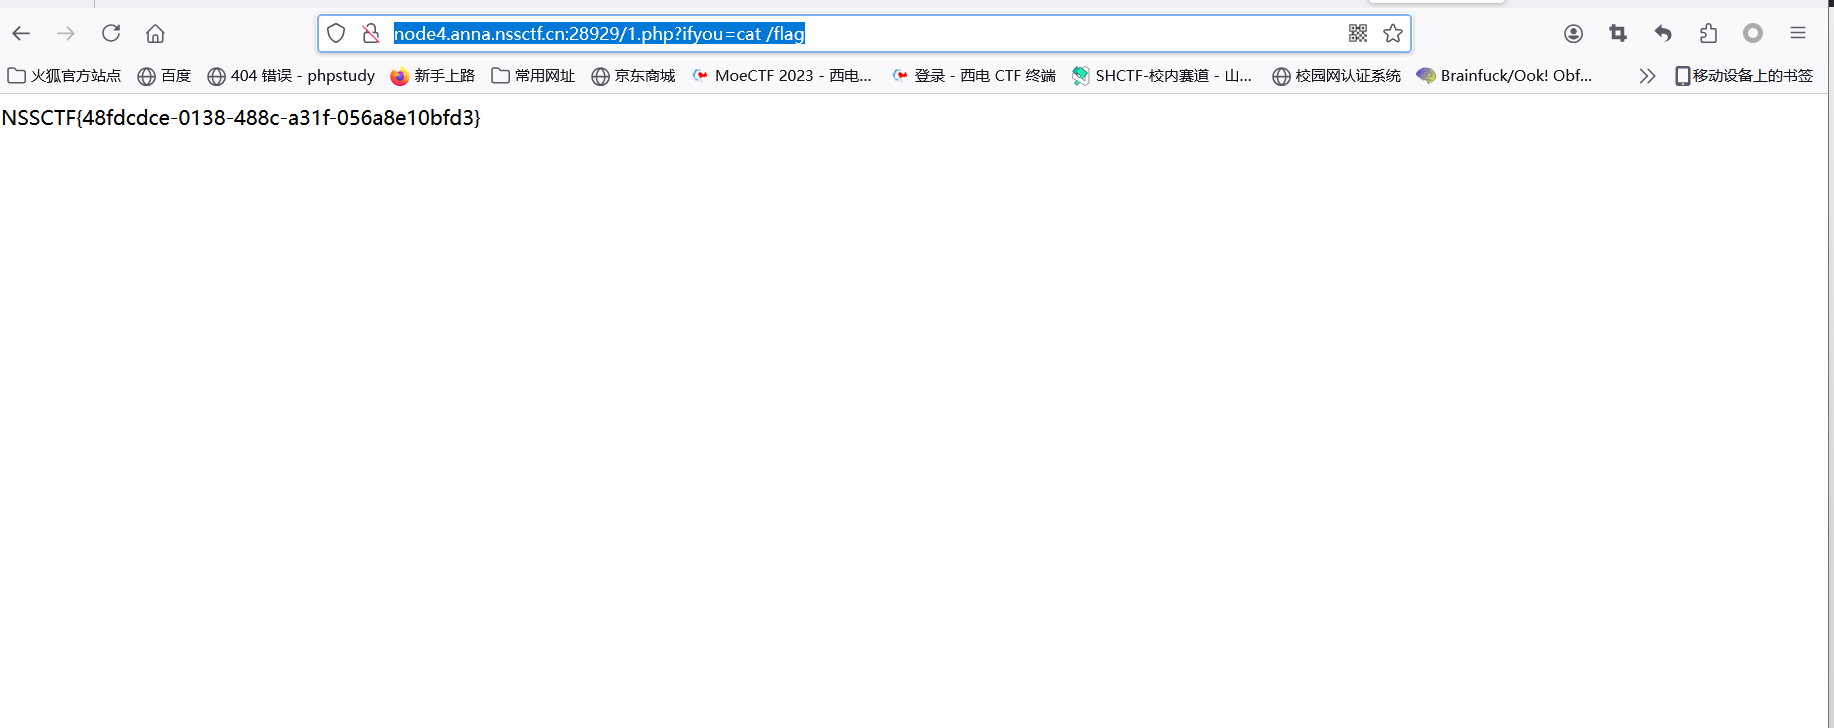 node4.anna.nssctf.cn:28929/1.php?ifyou=cat /flag
火狐官方站点 百度 404 错误 - phpstudy 新手上路 常用网址 京东商城 MoeCTF 2023 - 西电... 登录 - 西电 CTF 终端 SHCTF-校内赛道 - 山... 校园网认证系统 Brainfuck/Ook! Obf... 移动设备上的书签
NSSCTF{48fdcdce-0138-488c-a31f-056a8e10bfd3}